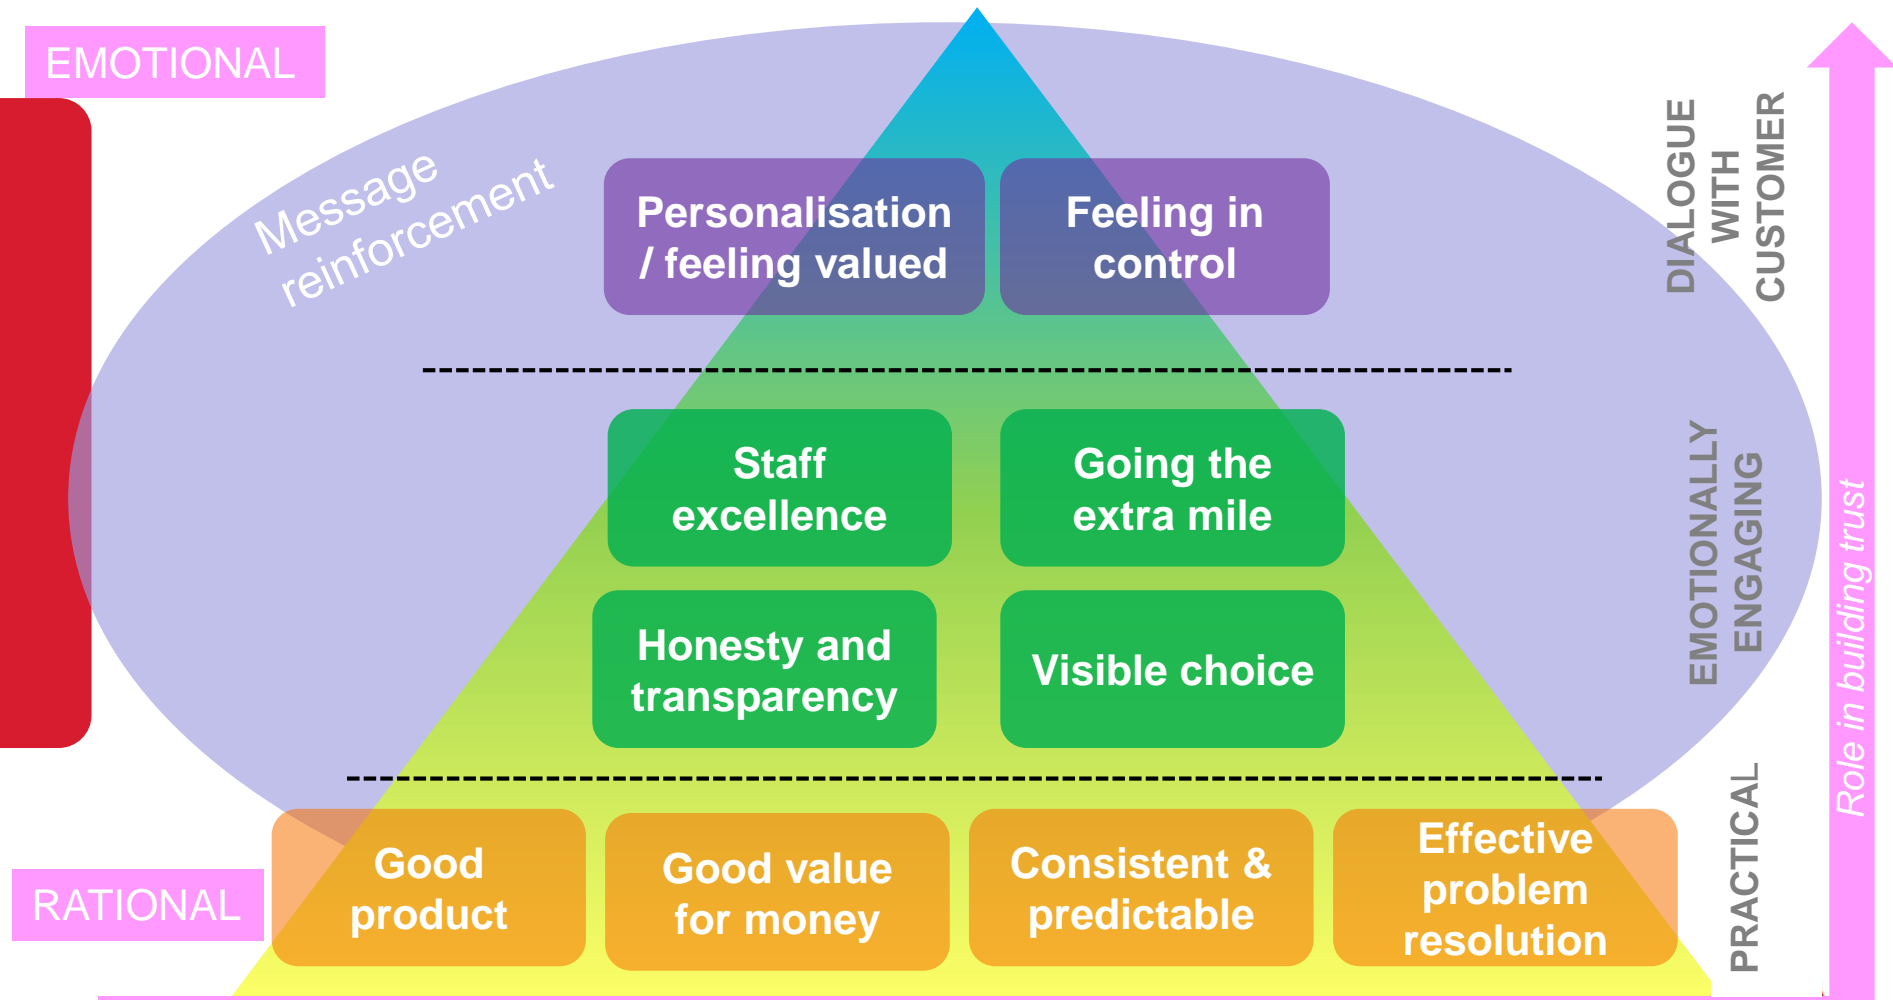 EMOTIONAL
Message
reinforcement
Personalisation
/ feeling valued
Feeling in
control
DIALOGUE
WITH
CUSTOMER
Staff
excellence
Going the
extra mile
Honesty and
transparency
Visible choice
EMOTIONALLY
ENGAGING
Role in building trust
RATIONAL
Good
product
Good value
for money
Consistent &
predictable
Effective
problem
resolution
PRACTICAL